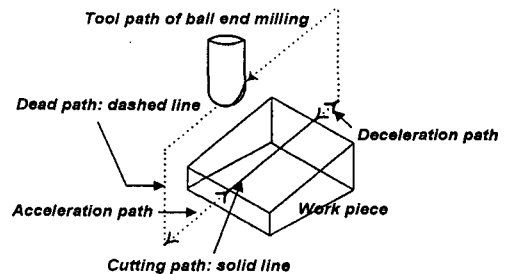 Tool path of ball end milling
Dead path: dashed line
Deceleration path
Acceleration path
Work piece
Cutting path: solid line